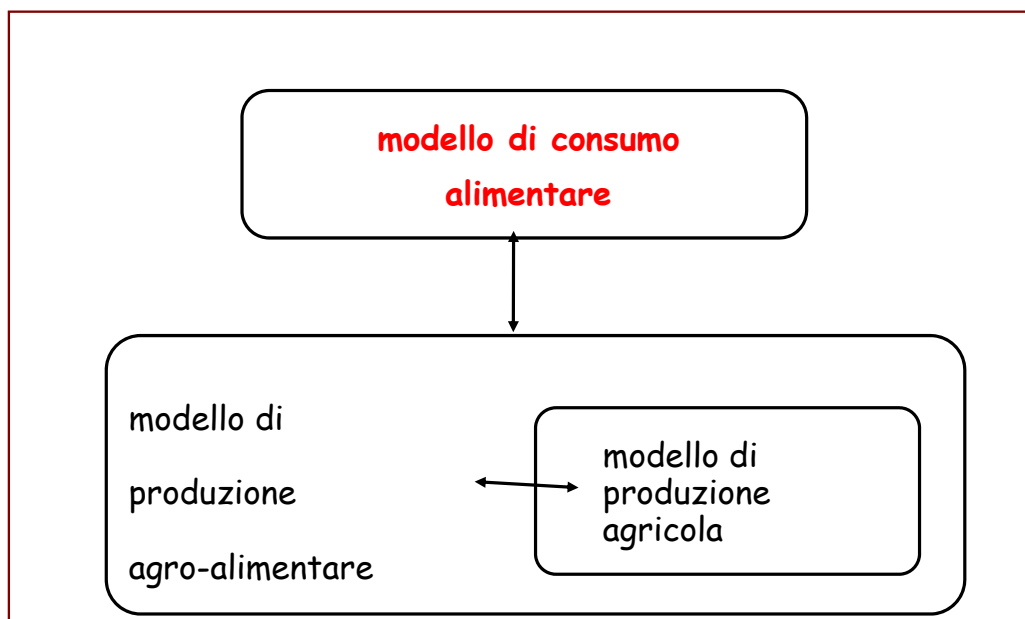 modello di consumo
alimentare
modello di
produzione
agro-alimentare
modello di
produzione
agricola